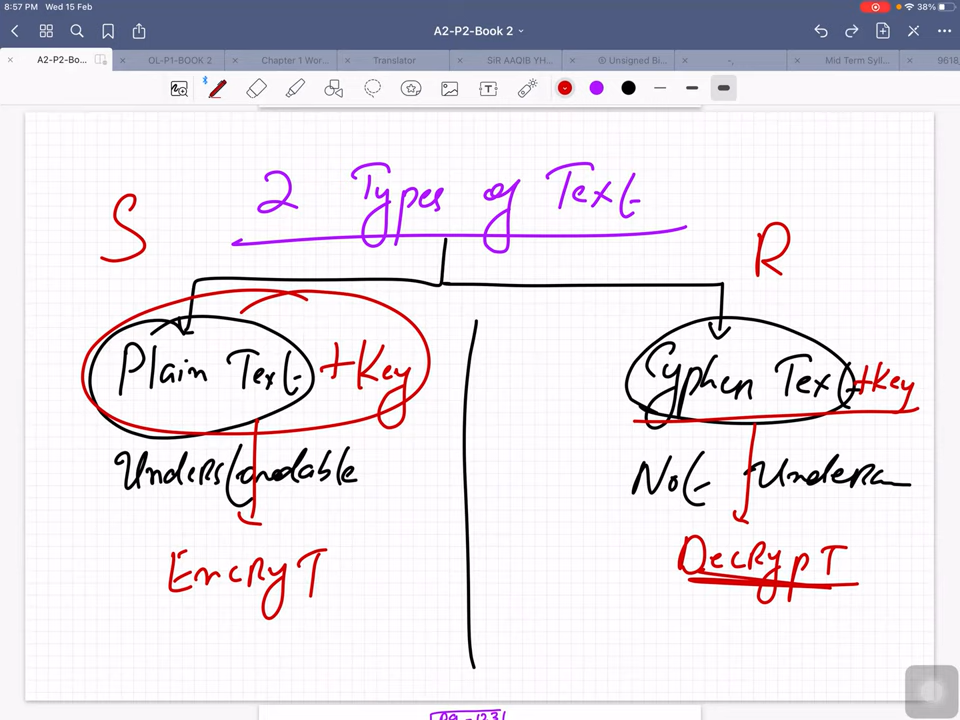 8:57 PM Wed 15 Feb
38%
A2-P2-Book 2
A2-P2-Bo...
OL-P1-BOOK 2
Chapter 1 Wor...
Translator
SiR AAQIB YH...
Unsigned Bi...
Mid Term Syll...
9618
2 Types of Text
S
R
Plain Text +Key
Cyphen Text +Key
Understandable
Not Undersn
EncrypT
DecrypT